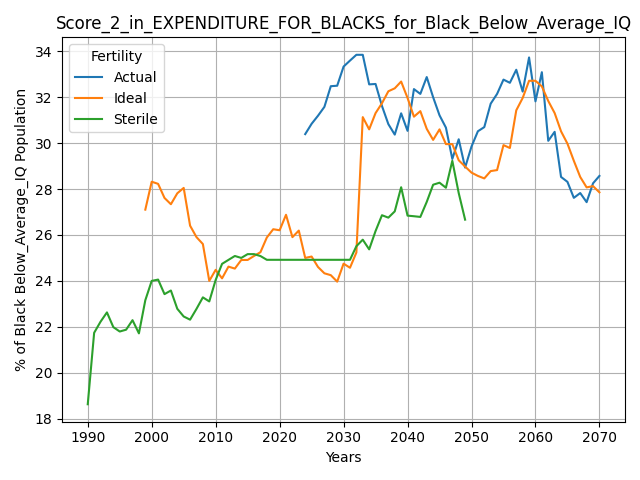 Score_2_in_EXPENDITURE_FOR_BLACKS_for_Black_Below_Average_IQ
Fertility
Actual
Ideal
Sterile
% of Black Below_Average_IQ Population
34
32
30
28
26
24
22
20
18
1990 2000 2010 2020 2030 2040 2050 2060 2070
Years